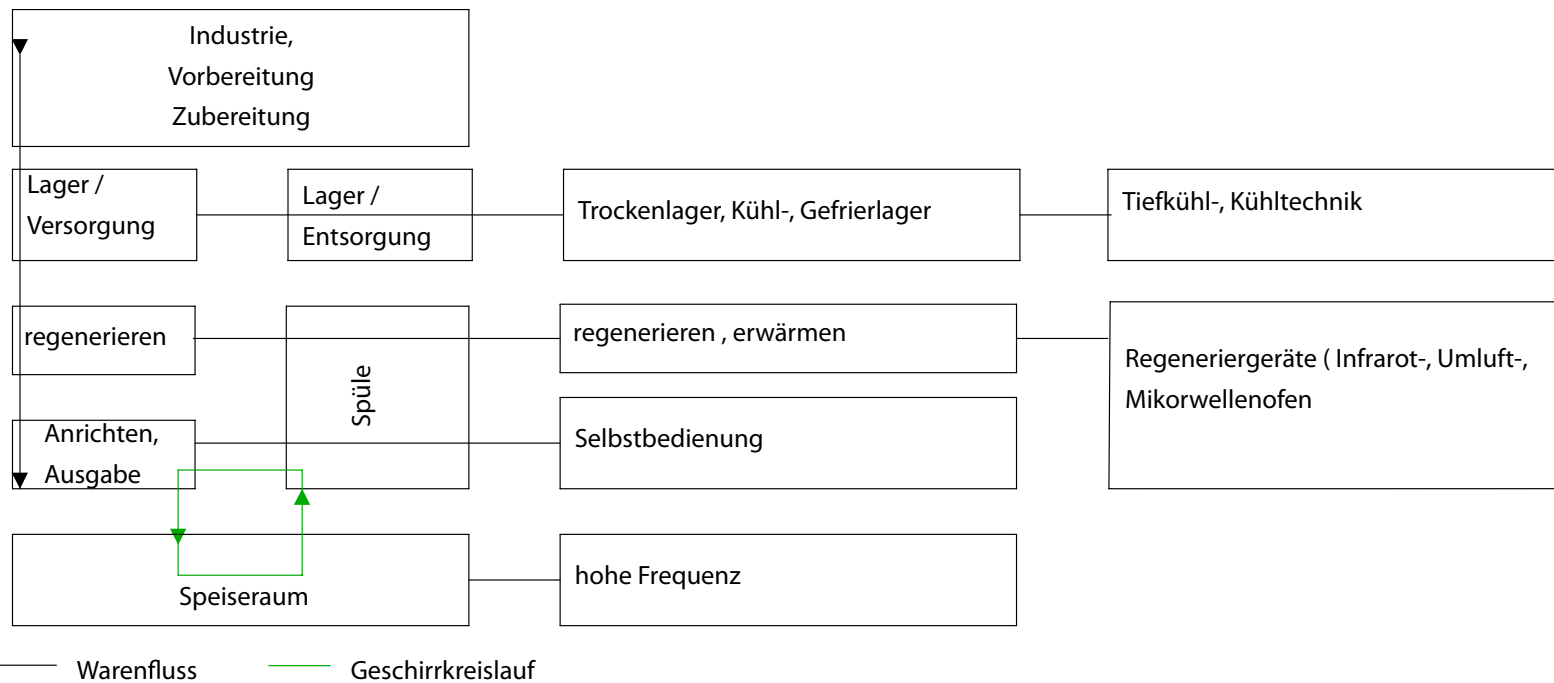 Industrie,
Vorbereitung
Zubereitung
Lager /
Versorgung
Lager /
Entsorgung
Trockenlager, Kühl-, Gefrierlager
Tiefkühl-, Kühltechnik
regenerieren
Spüle
regenerieren , erwärmen
Regeneriergeräte ( Infrarot-, Umluft-,
Mikorwellenofen
Anrichten,
Ausgabe
Selbstbedienung
Speiseraum
hohe Frequenz
Warenfluss
Geschirrkreislauf